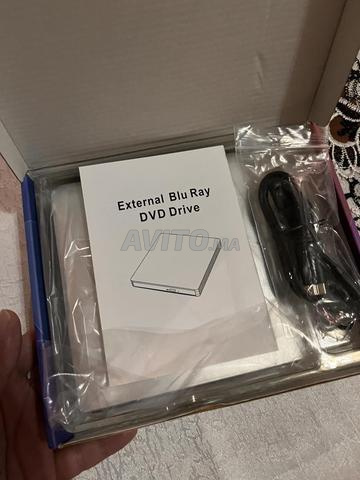 External Blu Ray
DVD Drive
AVITO.ma